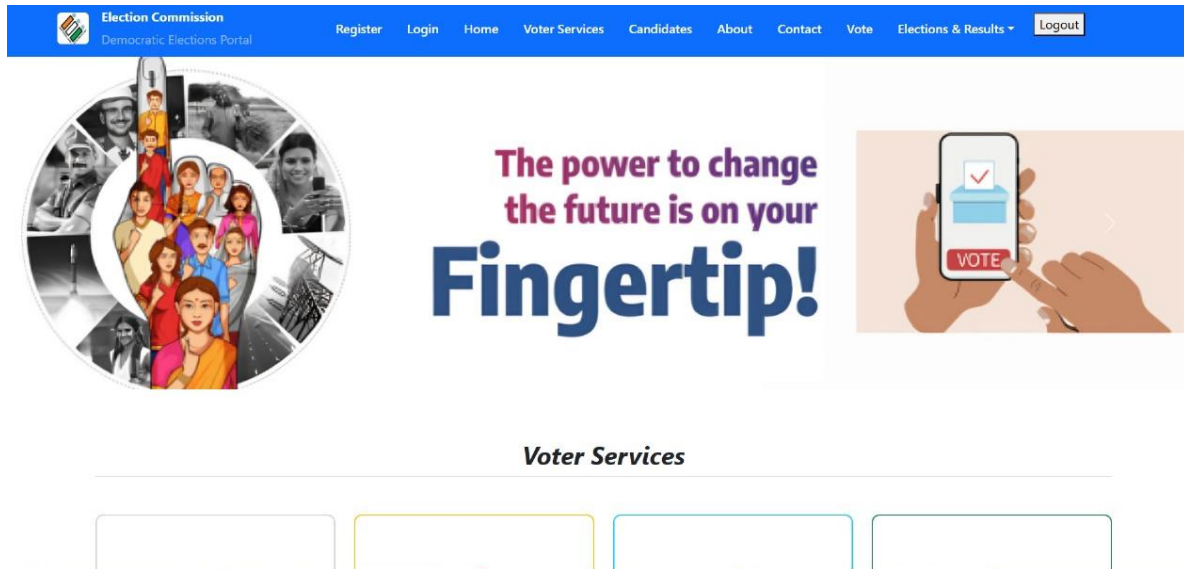 Election Commission
Democratic Elections Portal
Register Login Home Voter Services Candidates About Contact Vote Elections & Results Logout
The power to change
the future is on your
Fingertip!
VOTE
Voter Services